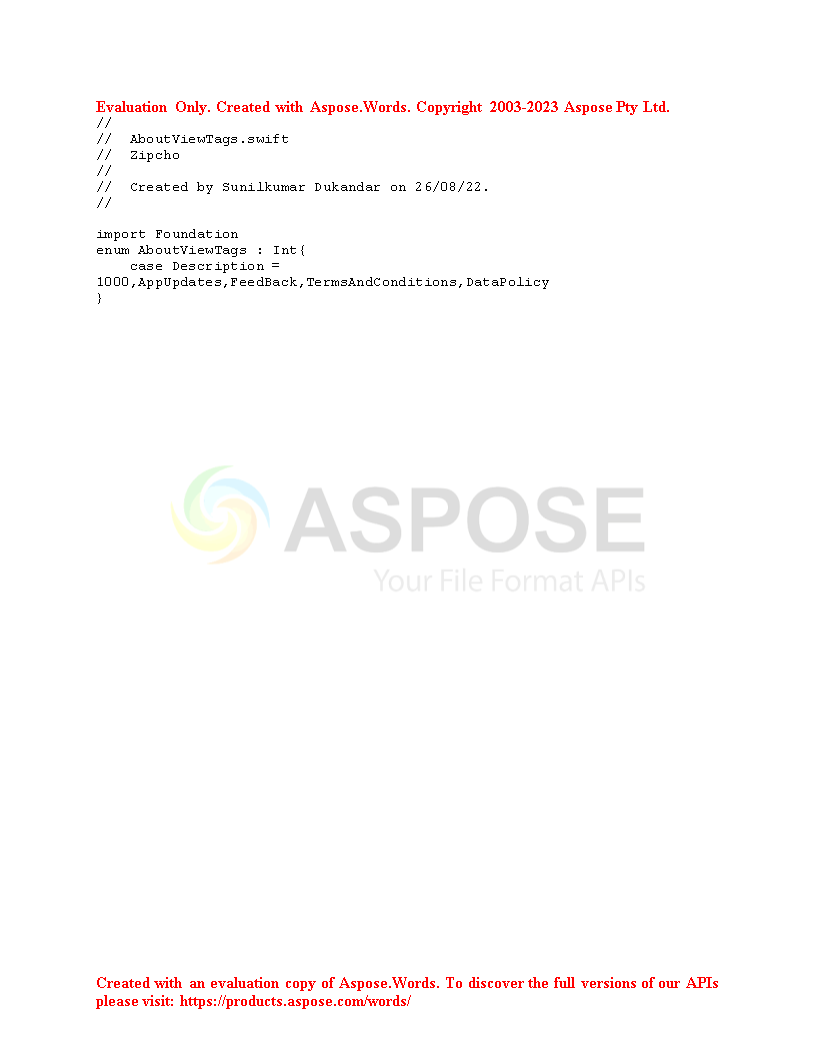 Evaluation Only. Created with Aspose.Words. Copyright 2003-2023 Aspose Pty Ltd.
//
//  AboutViewTags.swift
//  Zipcho
//
//  Created by Sunilkumar Dukandar on 26/08/22.
//

import Foundation
enum AboutViewTags : Int{
    case Description =
1000,AppUpdates,FeedBack,TermsAndConditions,DataPolicy
}
ASPOSE
Your File Format APIs
Created with an evaluation copy of Aspose.Words. To discover the full versions of our APIs
please visit: https://products.aspose.com/words/